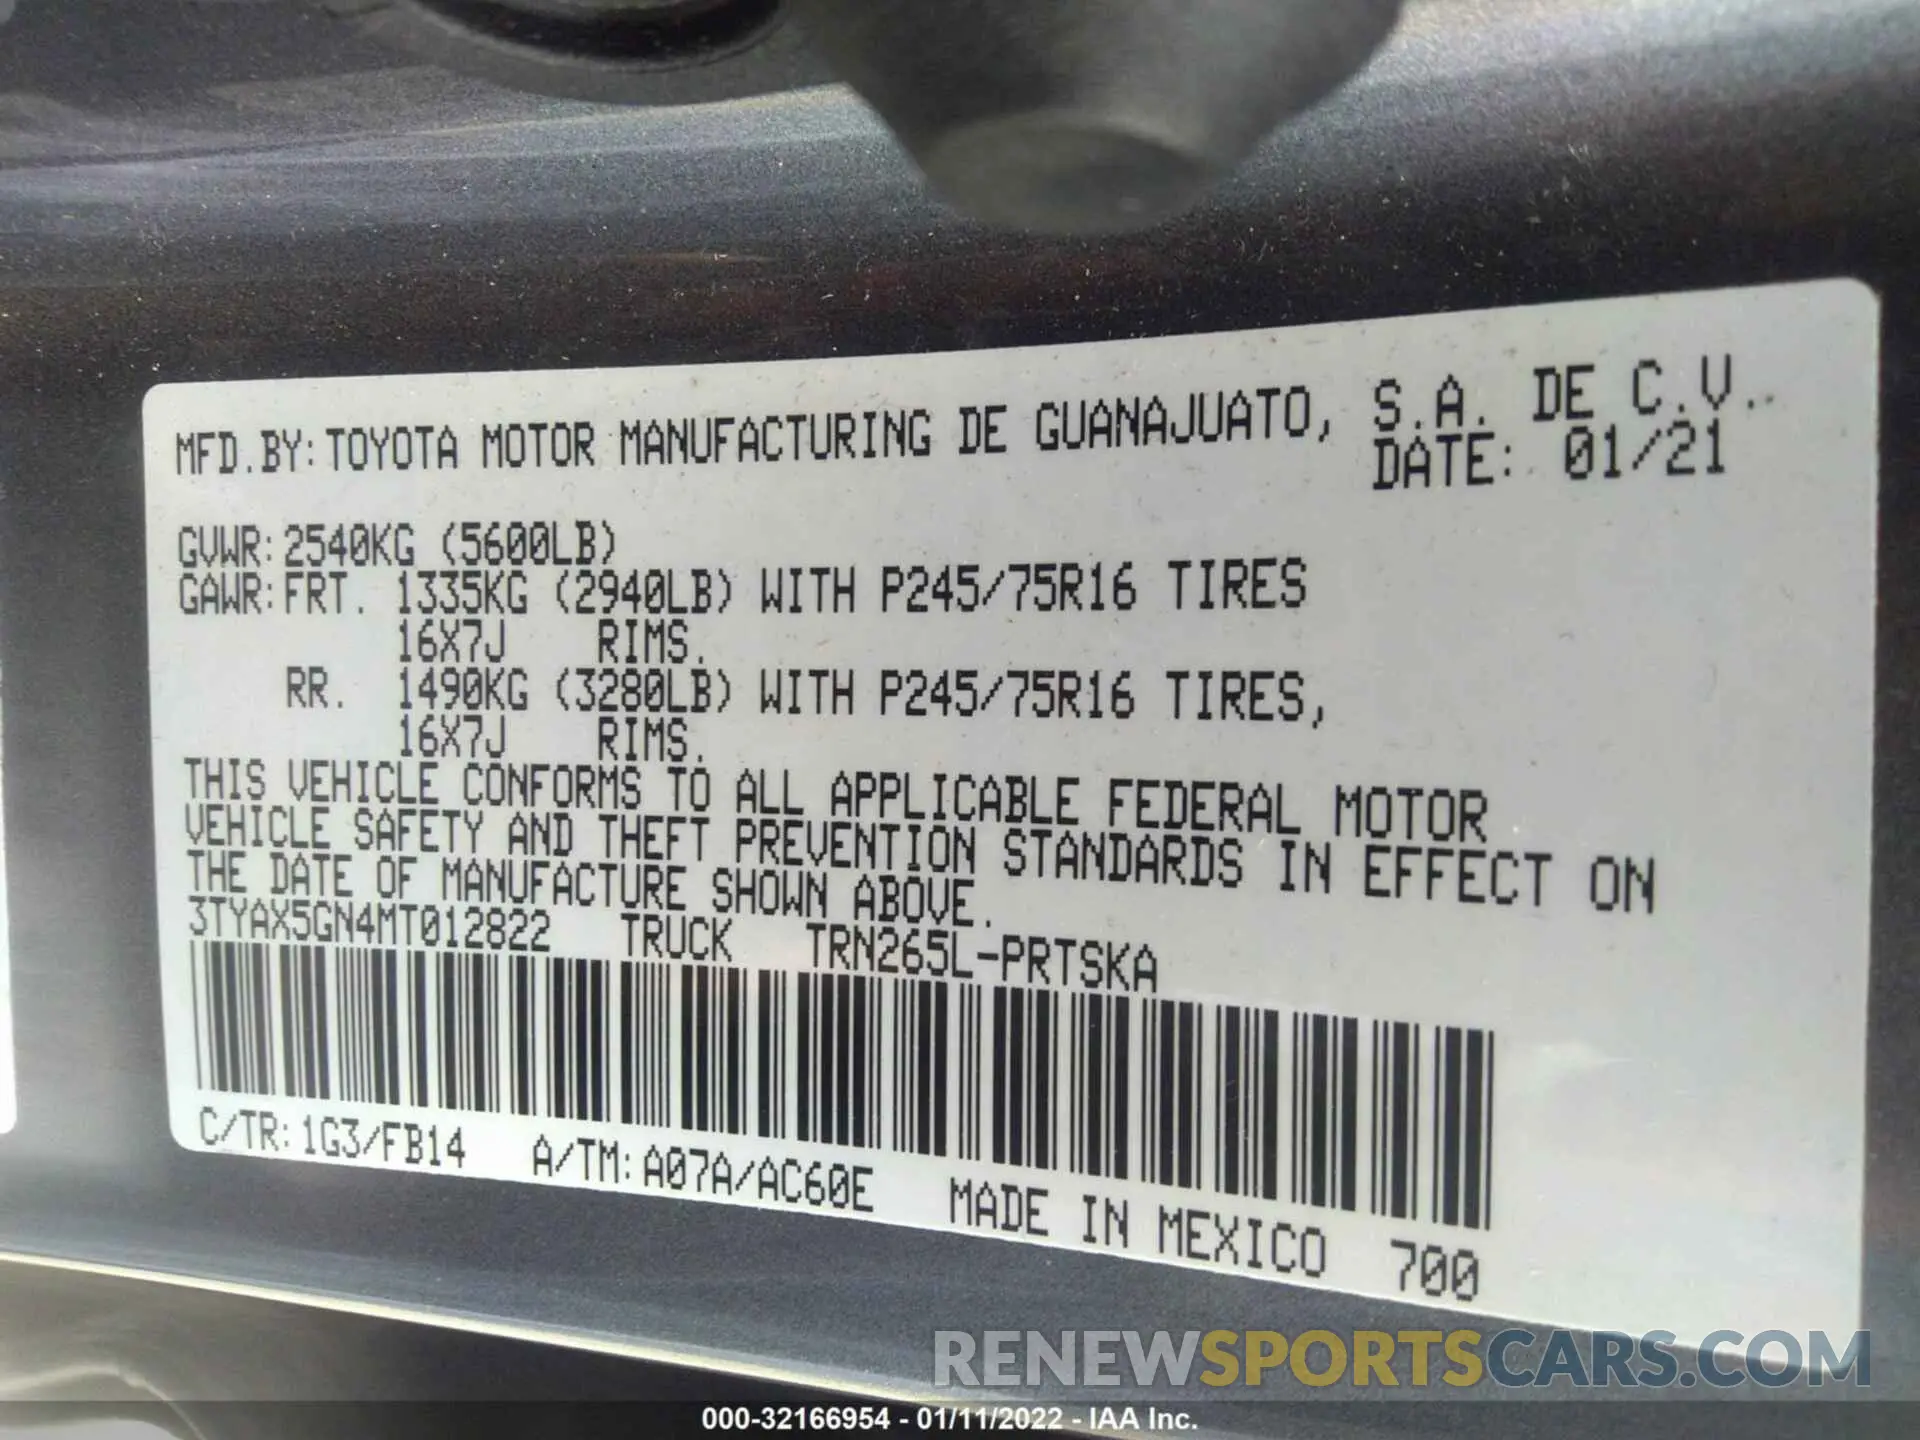 MFD.BY:TOYOTA MOTOR MANUFACTURING DE GUANAJUATO, S.A. DE C.V..
DATE: 01/21
GVWR:2540KG (5600LB)
GAWR:FRT. 1335KG (2940LB) WITH P245/75R16 TIRES
16X7J RIMS.
RR. 1490KG (3280LB) WITH P245/75R16 TIRES,
16X7J RIMS.
THIS VEHICLE CONFORMS TO ALL APPLICABLE FEDERAL MOTOR
VEHICLE SAFETY AND THEFT PREVENTION STANDARDS IN EFFECT ON
THE DATE OF MANUFACTURE SHOWN ABOVE.
3TYAX5GN4MT012822 TRUCK TRN265L-PRTSKA
C/TR:1G3/FB14 A/TM:A07A/AC60E MADE IN MEXICO 700
RENEWSPORTSCARS.COM
000-32166954 - 01/11/2022 - IAA Inc.